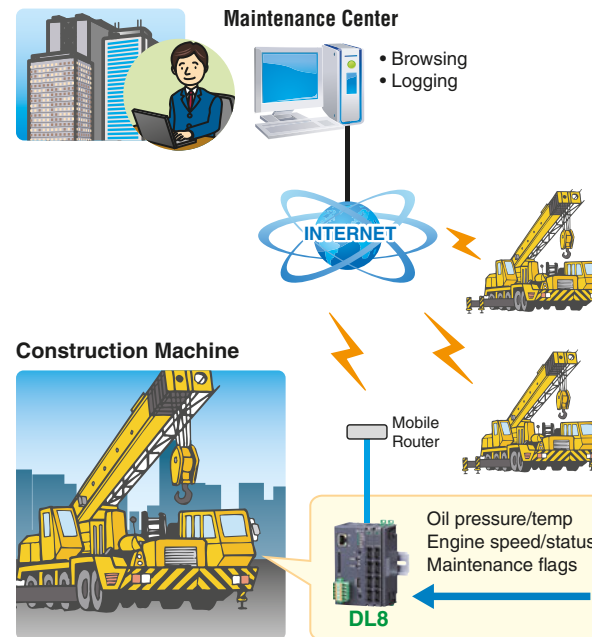 Maintenance Center
• Browsing
• Logging
INTERNET
Construction Machine
Mobile
Router
Oil pressure/temp
Engine speed/status
Maintenance flags
DL8